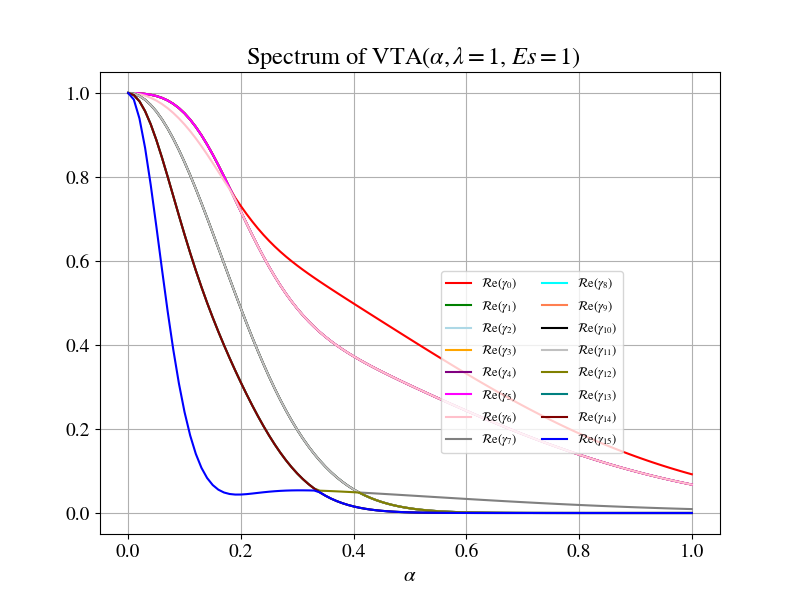 Spectrum of VTA(α, λ = 1, Es = 1)
1.0
0.8
0.6
0.4
0.2
0.0
0.0 0.2 0.4 0.6 0.8 1.0
α
ℛe(γ₀) ℛe(γ₈)
ℛe(γ₁) ℛe(γ₉)
ℛe(γ₂) ℛe(γ₁₀)
ℛe(γ₃) ℛe(γ₁₁)
ℛe(γ₄) ℛe(γ₁₂)
ℛe(γ₅) ℛe(γ₁₃)
ℛe(γ₆) ℛe(γ₁₄)
ℛe(γ₇) ℛe(γ₁₅)